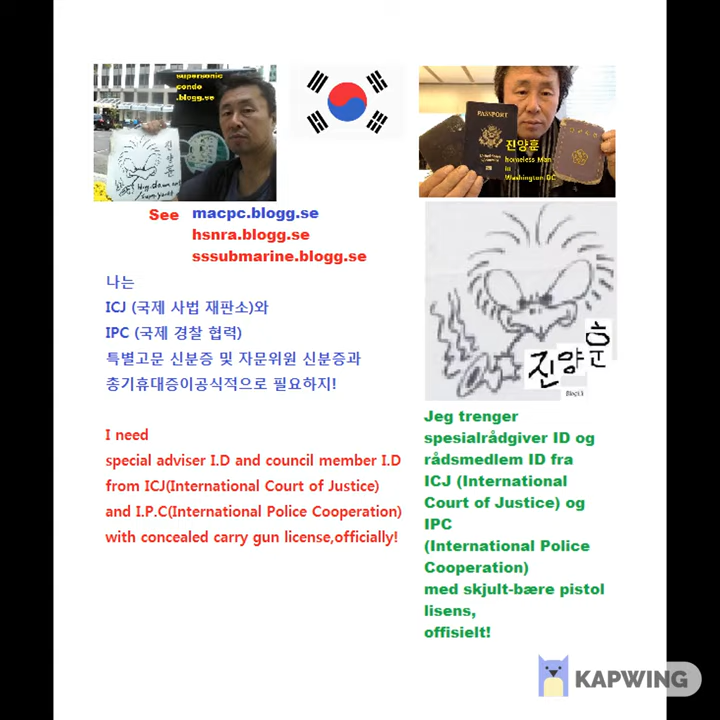 supersonic
condo
.blogg.se
진양훈
PASSPORT
진양훈
homeless Man
in
Washington DC
See macpc.blogg.se
hsnra.blogg.se
sssubmarine.blogg.se
나는
ICJ (국제 사법 재판소)와
IPC (국제 경찰 협력)
특별고문 신분증 및 자문위원 신분증과
총기휴대증이공식적으로 필요하지!
I need
special adviser I.D and council member I.D
from ICJ(International Court of Justice)
and I.P.C(International Police Cooperation)
with concealed carry gun license,officially!
진양훈
Jeg trenger
spesialrådgiver ID og
rådsmedlem ID fra
ICJ (International
Court of Justice) og
IPC
(International Police
Cooperation)
med skjult-bære pistol
lisens,
offisielt!
KAPWING